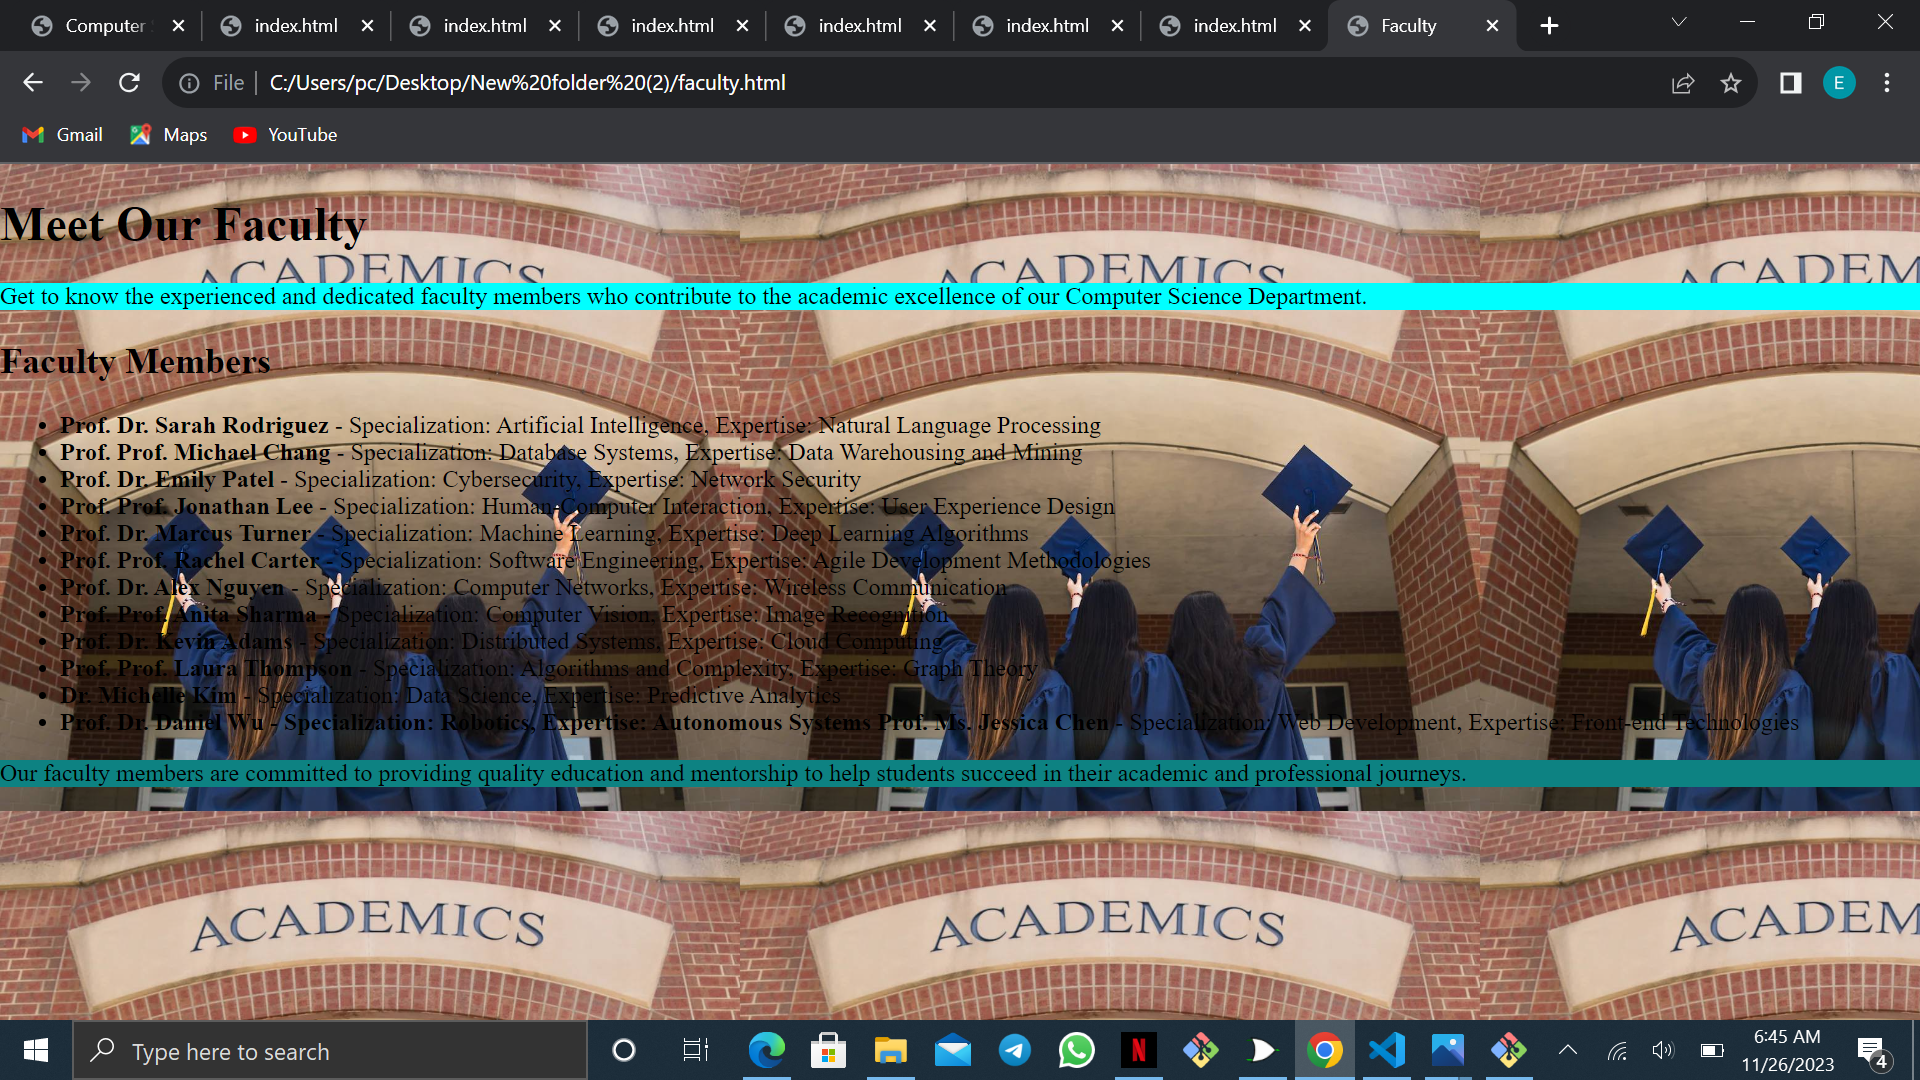 Computer
index.html
index.html
index.html
index.html
index.html
index.html
Faculty
File
C:/Users/pc/Desktop/New%20folder%20(2)/faculty.html
E
Gmail
Maps
YouTube
Meet Our Faculty
ACADEMICS
ACADEMICS
ACADEM
Get to know the experienced and dedicated faculty members who contribute to the academic excellence of our Computer Science Department.
Faculty Members
• Prof. Dr. Sarah Rodriguez - Specialization: Artificial Intelligence, Expertise: Natural Language Processing
• Prof. Prof. Michael Chang - Specialization: Database Systems, Expertise: Data Warehousing and Mining
• Prof. Dr. Emily Patel - Specialization: Cybersecurity, Expertise: Network Security
• Prof. Prof. Jonathan Lee - Specialization: Human-Computer Interaction, Expertise: User Experience Design
• Prof. Dr. Marcus Turner - Specialization: Machine Learning, Expertise: Deep Learning Algorithms
• Prof. Prof. Rachel Carter - Specialization: Software Engineering, Expertise: Agile Development Methodologies
• Prof. Dr. Alex Nguyen - Specialization: Computer Networks, Expertise: Wireless Communication
• Prof. Prof. Anita Sharma - Specialization: Computer Vision, Expertise: Image Recognition
• Prof. Dr. Kevin Adams - Specialization: Distributed Systems, Expertise: Cloud Computing
• Prof. Prof. Laura Thompson - Specialization: Algorithms and Complexity, Expertise: Graph Theory
• Dr. Michelle Kim - Specialization: Data Science, Expertise: Predictive Analytics
• Prof. Dr. Daniel Wu - Specialization: Robotics, Expertise: Autonomous Systems Prof. Ms. Jessica Chen - Specialization: Web Development, Expertise: Front-end Technologies
Our faculty members are committed to providing quality education and mentorship to help students succeed in their academic and professional journeys.
ACADEMICS
ACADEMICS
ACADEM
Type here to search
N
6:45 AM
11/26/2023
4